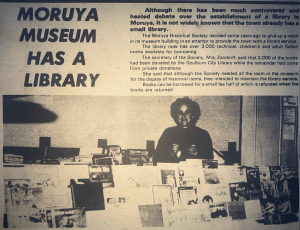 MORUYA
MUSEUM
HAS A
LIBRARY
Although there has been much controversy and
heated debate over the establishment of a library in
Moruya, it is not widely known that the town already has a
small library.
The Moruya Historical Society decided some years ago to give up a room
in its museum building in an attempt to provide the town with a library service.
The library now has over 3,000 technical, children's and adult fiction
books available for borrowing.
The secretary of the Society, Mrs. Zandorfi, said that 2,000 of the books
had been donated by the Goulburn City Library while the remainder had come
from private donations.
She said that although the Society needed all the room in the museum
for the display of historical items, they intended to maintain the library service.
Books can be borrowed for a small fee half of which is refunded when the
books are returned.